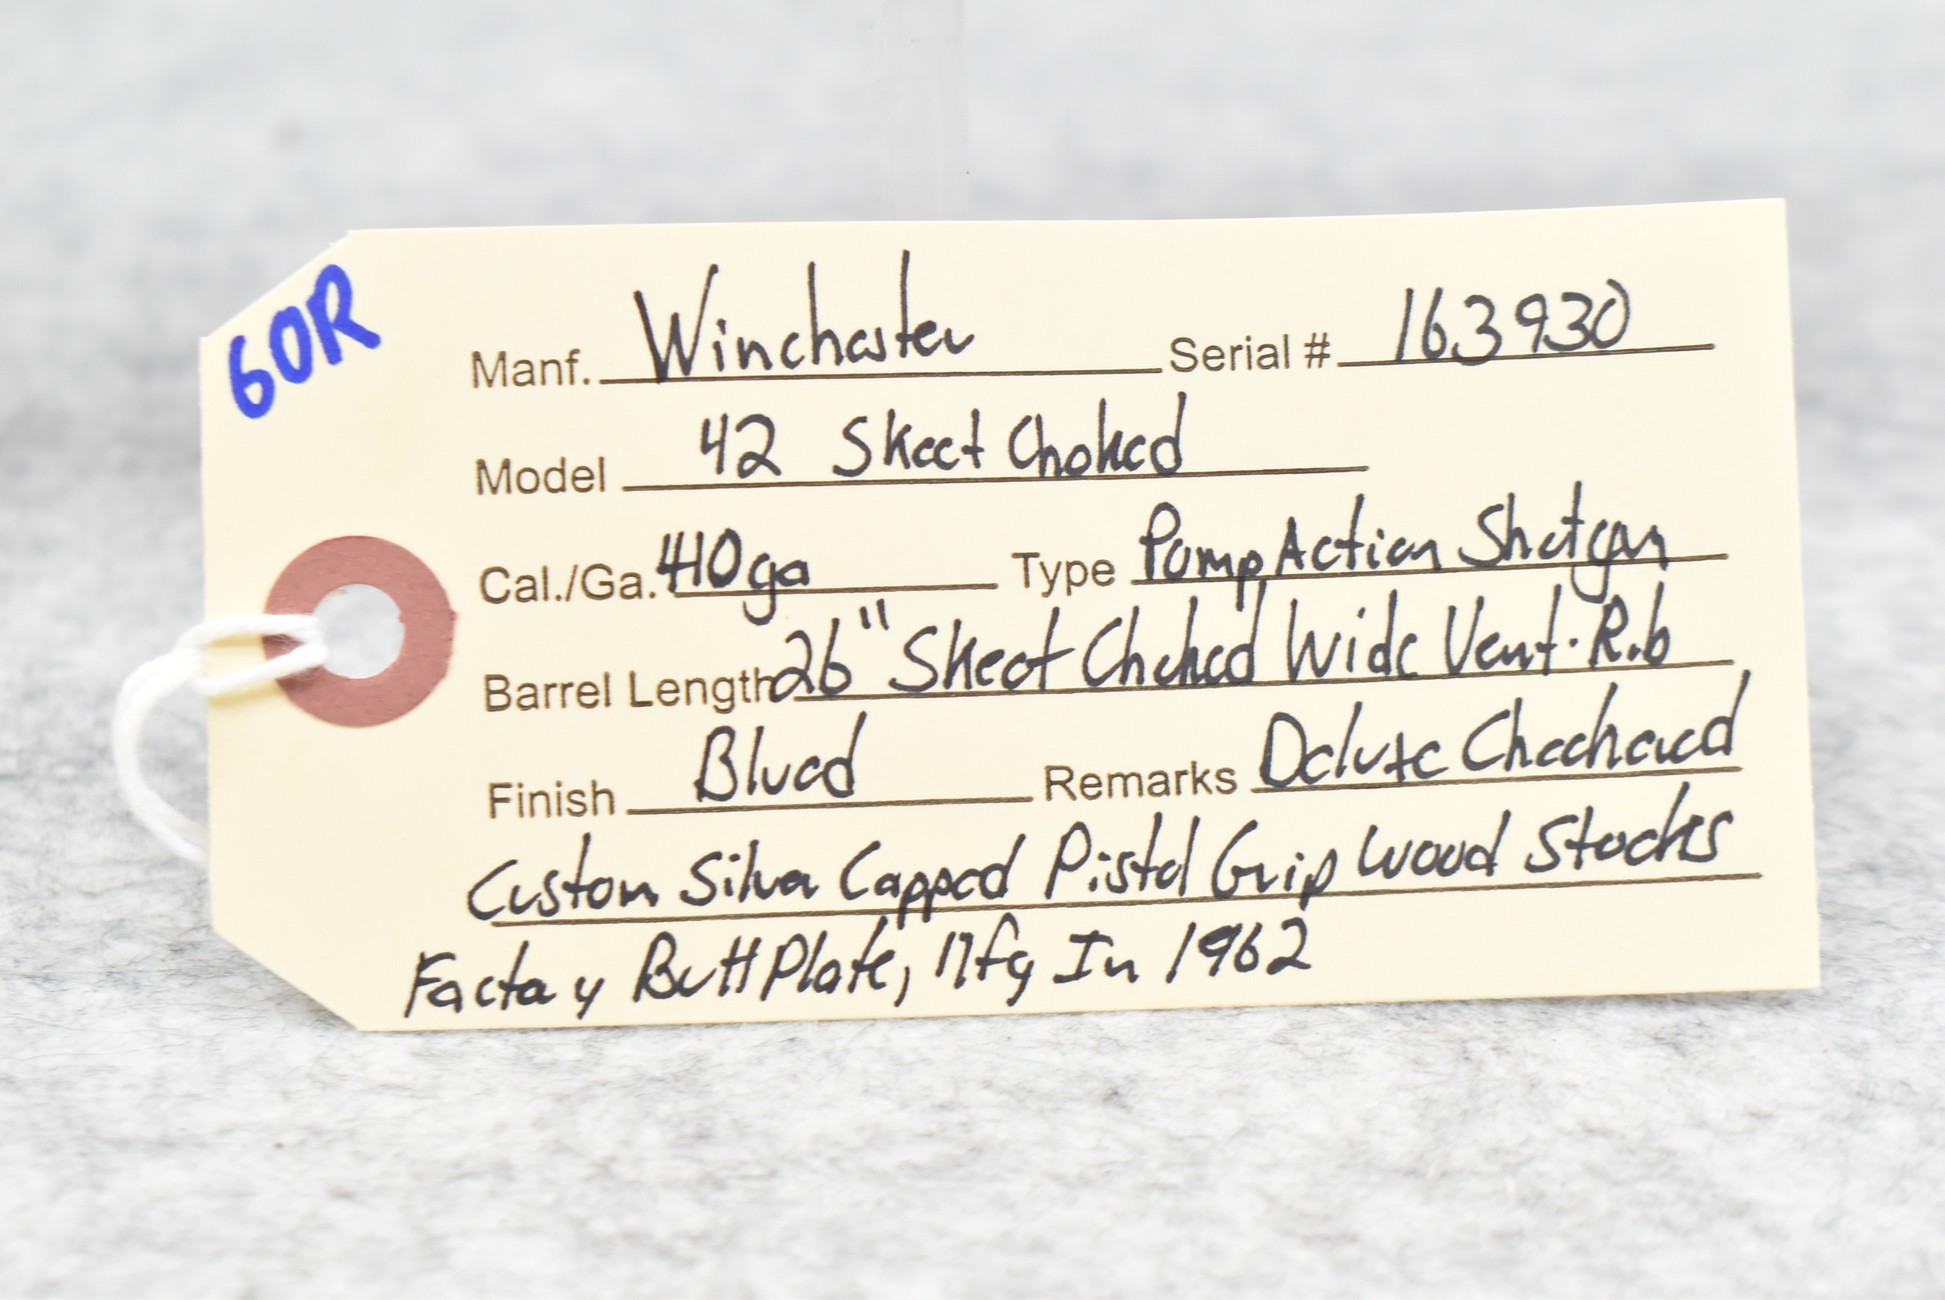 60R
Manf. Winchester Serial # 163930
Model 42 Skeet Choked
Cal./Ga. 410ga Type Pump Action Shotgun
Barrel Length 26" Skeet Choked Wide Vent. Rib
Finish Blued Remarks Deluxe Checkered
Custom Silver Capped Pistol Grip Wood Stocks
Factory Butt Plate, Mfg In 1962